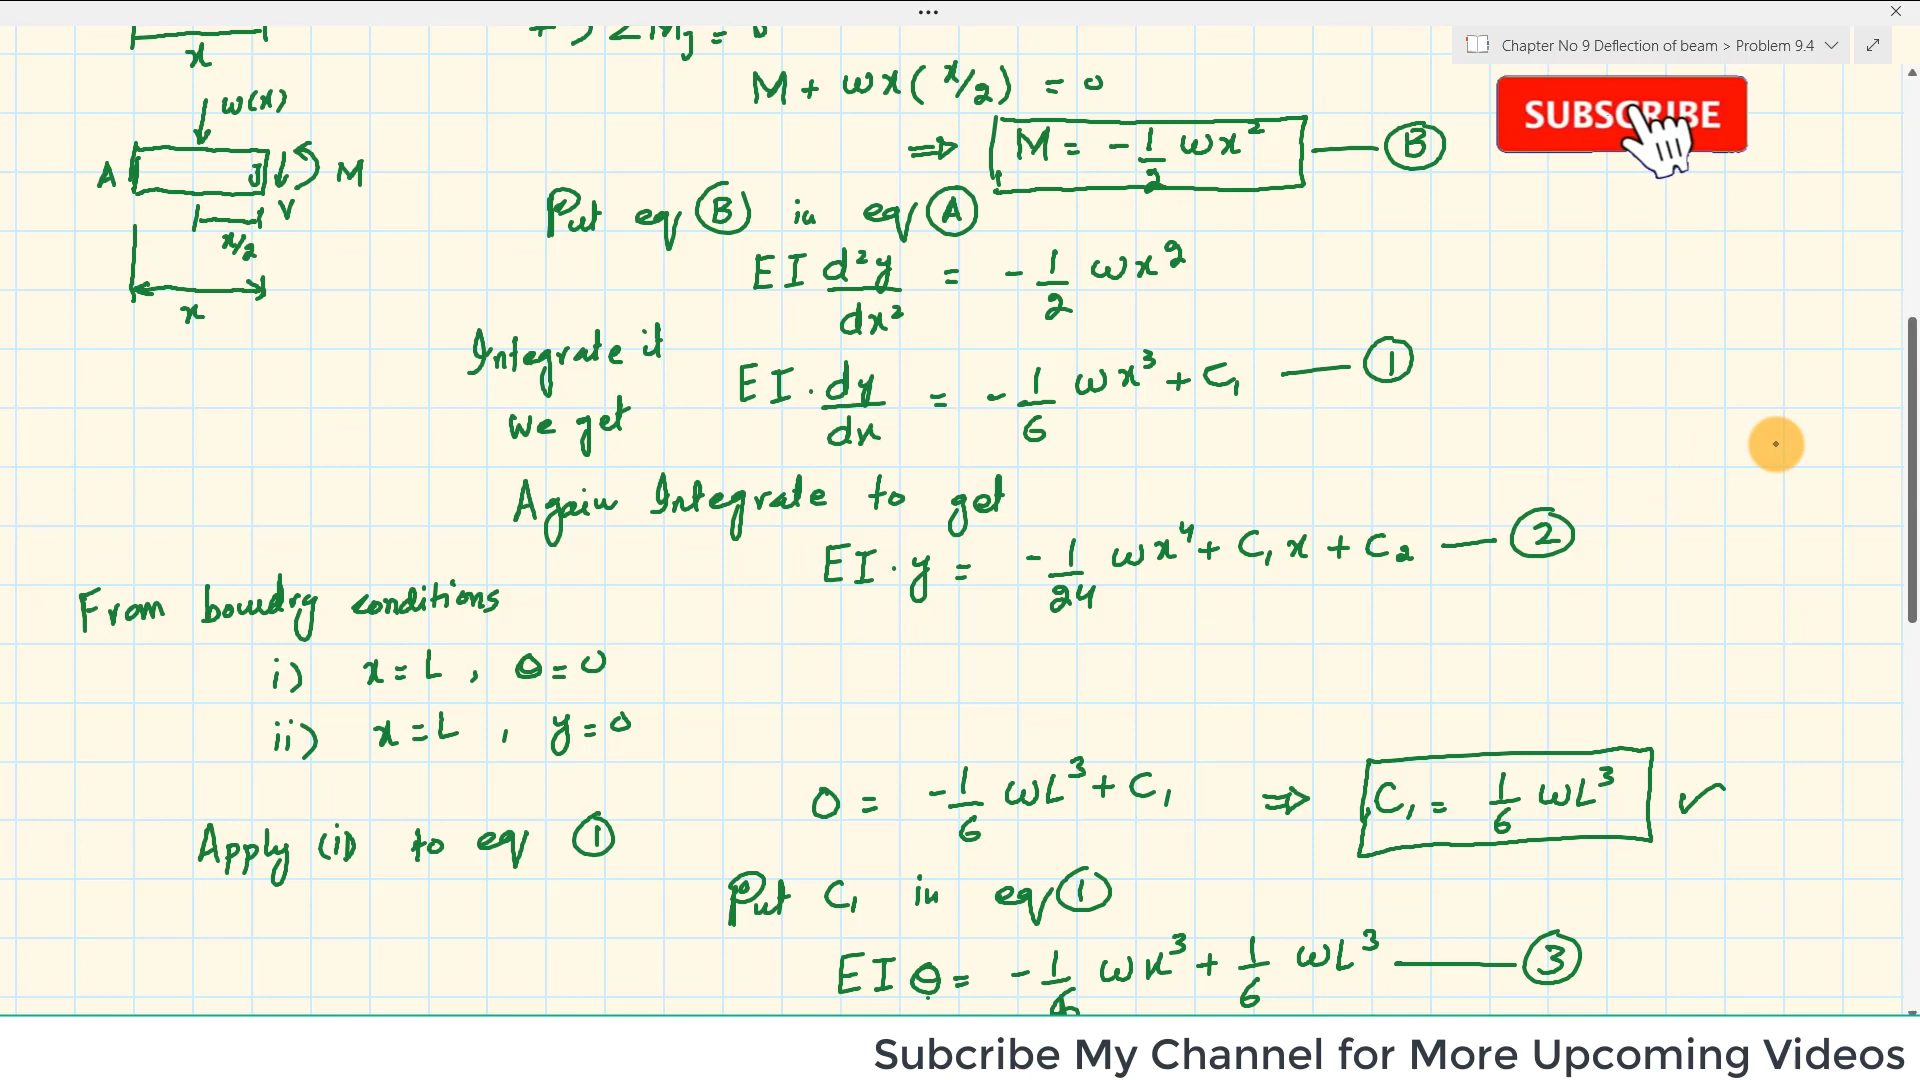 ...
Chapter No 9 Deflection of beam > Problem 9.4
SUBSCRIBE
x
M + wx(x/2) = 0
w(x)
A J M
V
x/2
x
⇒ M = -1/2 wx² — (B)
Put eq (B) in eq (A)
EI d²y/dx² = -1/2 wx²
Integrate it
we get
EI · dy/dx = -1/6 wx³ + C₁ — (1)
Again Integrate to get
EI · y = -1/24 wx⁴ + C₁x + C₂ — (2)
From boundry conditions
i) x = L , θ = 0
ii) x = L , y = 0
Apply (i) to eq (1)
0 = -1/6 wL³ + C₁ ⇒ C₁ = 1/6 wL³ ✓
Put C₁ in eq (1)
EIθ = -1/6 wx³ + 1/6 wL³ — (3)
Subcribe My Channel for More Upcoming Videos